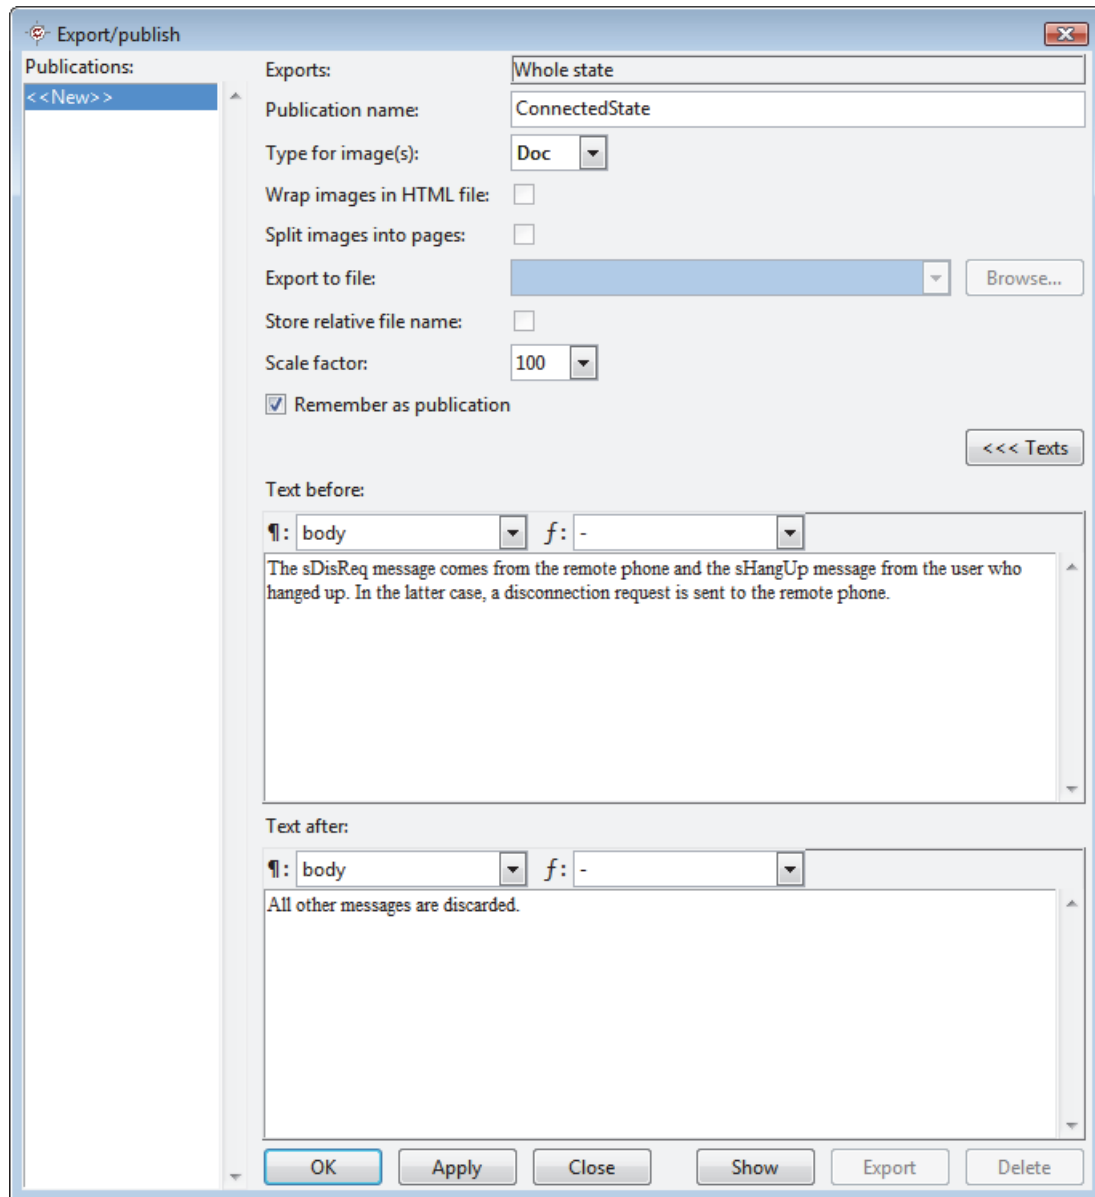 Export/publish
Publications:
<<New>>
Exports:
Whole state
Publication name:
ConnectedState
Type for image(s):
Doc
Wrap images in HTML file:
Split images into pages:
Export to file:
Browse...
Store relative file name:
Scale factor:
100
Remember as publication
<<< Texts
Text before:
¶: body ƒ: -
The sDisReq message comes from the remote phone and the sHangUp message from the user who
hanged up. In the latter case, a disconnection request is sent to the remote phone.
Text after:
¶: body ƒ: -
All other messages are discarded.
OK Apply Close Show Export Delete